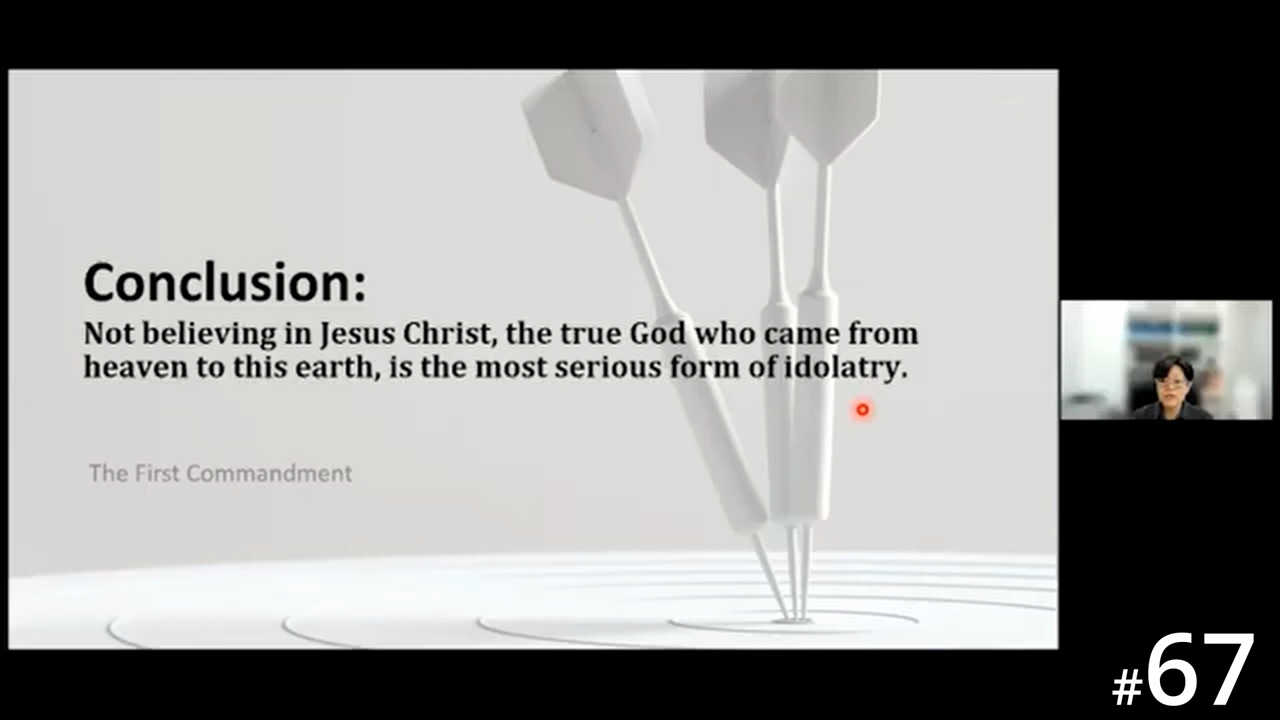 Conclusion:
Not believing in Jesus Christ, the true God who came from
heaven to this earth, is the most serious form of idolatry.
The First Commandment
#67